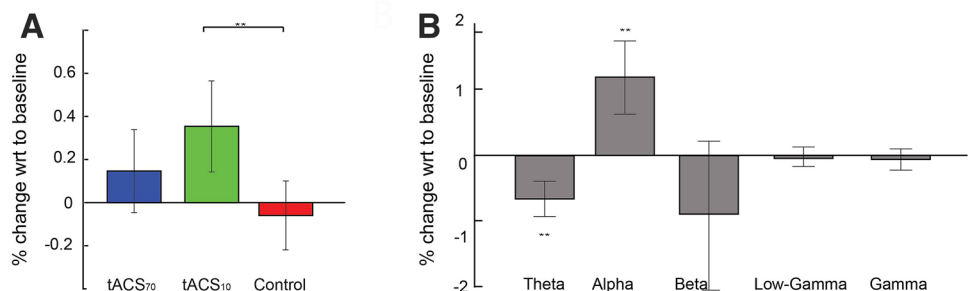 A
% change wrt to baseline
**
0.6
0.4
0.2
0
-0.2
tACS70 tACS10 Control
B
% change wrt to baseline
2
1
0
-1
-2
**
**
Theta Alpha Beta Low-Gamma Gamma